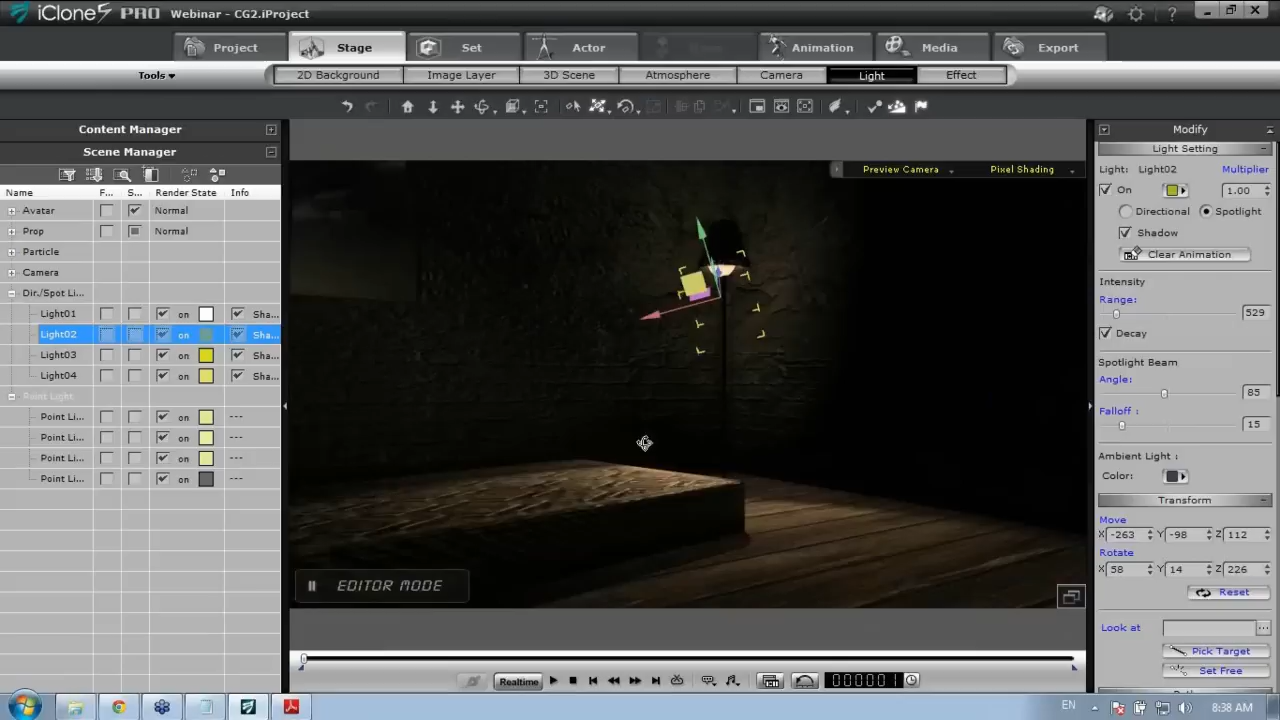 iClone5 PRO Webinar - CG2.iProject
Project Stage Set Actor Animation Media Export
Tools
2D Background Image Layer 3D Scene Atmosphere Camera Light Effect
Content Manager
Scene Manager
Name F... S... Render State Info
Avatar Normal
Prop Normal
Particle
Camera
Dir./Spot Li...
Light01 on Sha...
Light02 on Sha...
Light03 on Sha...
Light04 on Sha...
Point Light
Point Li... on ---
Point Li... on ---
Point Li... on ---
Point Li... on ---
Preview Camera Pixel Shading
EDITOR MODE
Realtime
000001
Modify
Light Setting
Light: Light02 Multiplier
On 1.00
Directional Spotlight
Shadow
Clear Animation
Intensity
Range:
529
Decay
Spotlight Beam
Angle:
85
Falloff :
15
Ambient Light :
Color:
Transform
Move
X -263 Y -98 Z 112
Rotate
X 58 Y 14 Z 226
Reset
Look at
Pick Target
Set Free
EN 8:38 AM